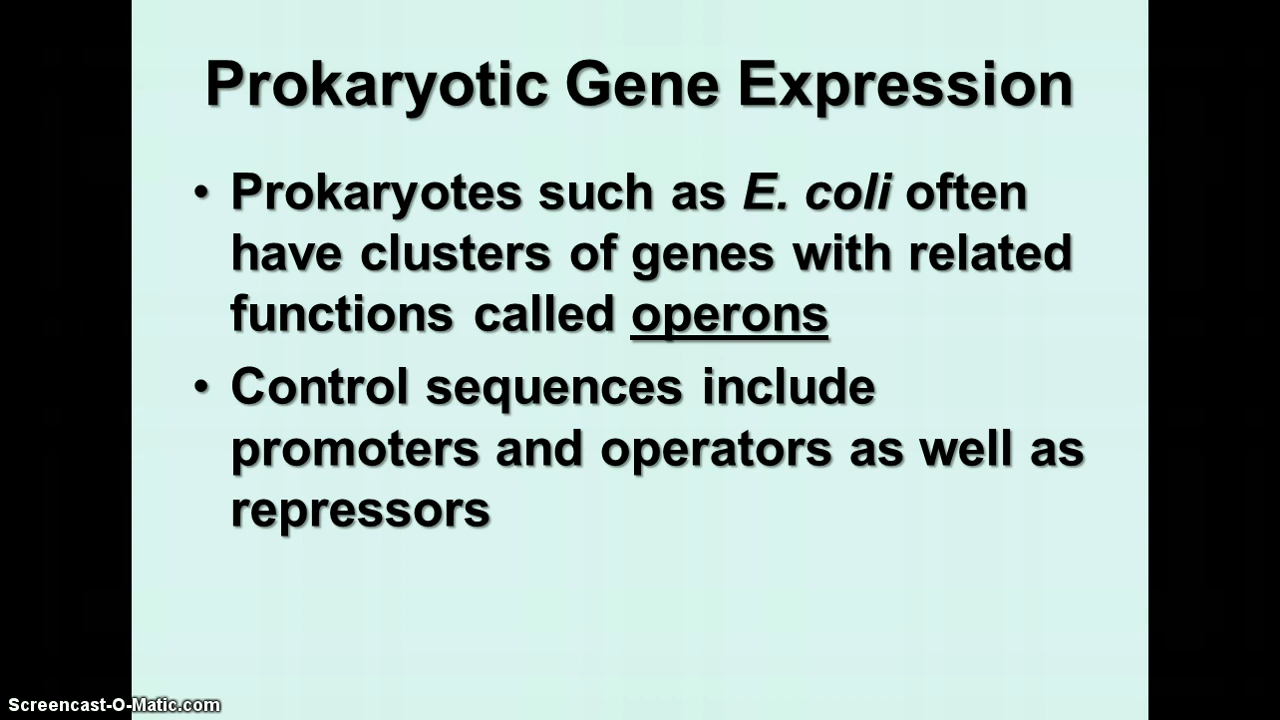 Prokaryotic Gene Expression
• Prokaryotes such as E. coli often
have clusters of genes with related
functions called operons
• Control sequences include
promoters and operators as well as
repressors
Screencast-O-Matic.com